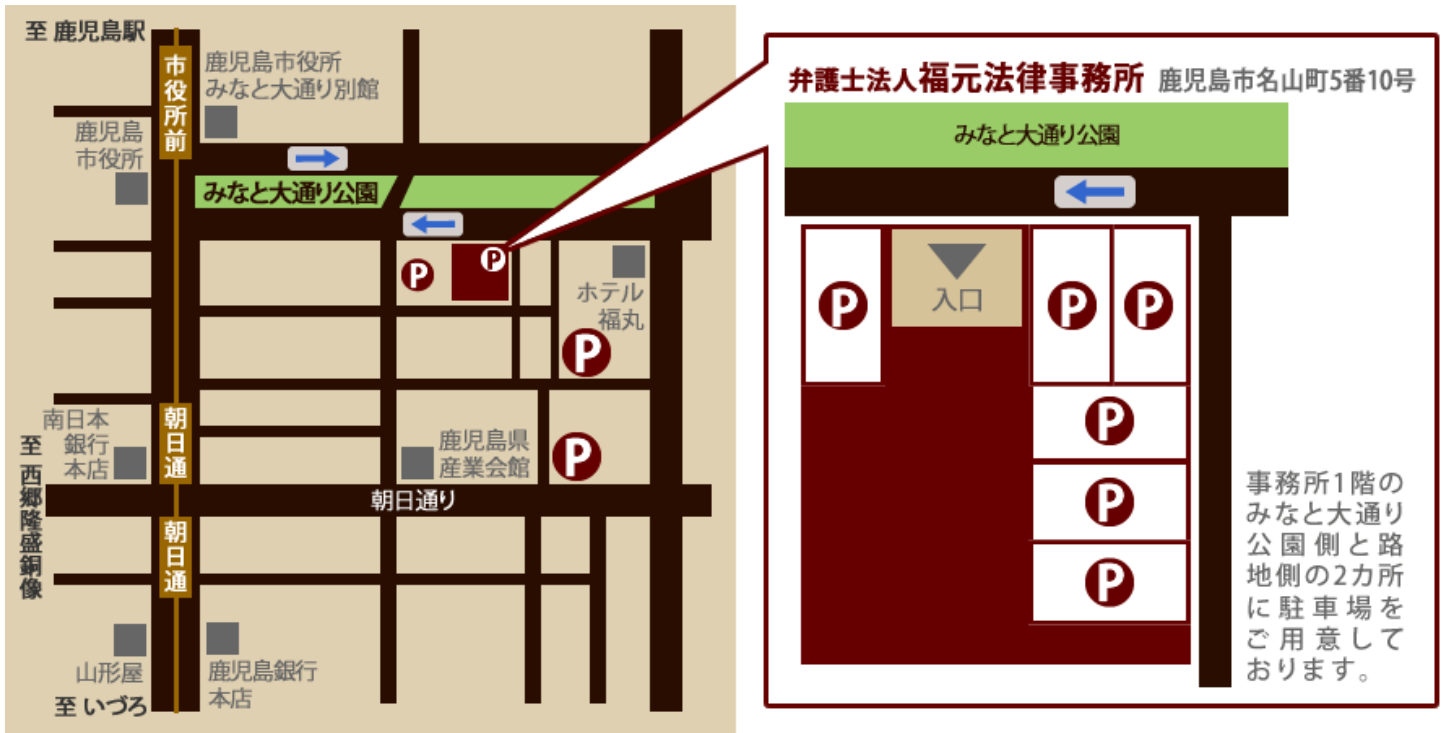 至 鹿児島駅
市役所前
鹿児島市役所
みなと大通り別館
鹿児島
市役所
みなと大通り公園
P
P
ホテル
福丸
P
南日本
銀行
本店
朝日通
鹿児島県
産業会館
P
至 西郷隆盛銅像
朝日通り
朝日通
山形屋
鹿児島銀行
本店
至 いづろ
弁護士法人福元法律事務所 鹿児島市名山町5番10号
みなと大通り公園
P
入口
P
P
P
P
P
事務所1階の
みなと大通り
公園側と路
地側の2カ所
に駐車場を
ご用意して
おります。